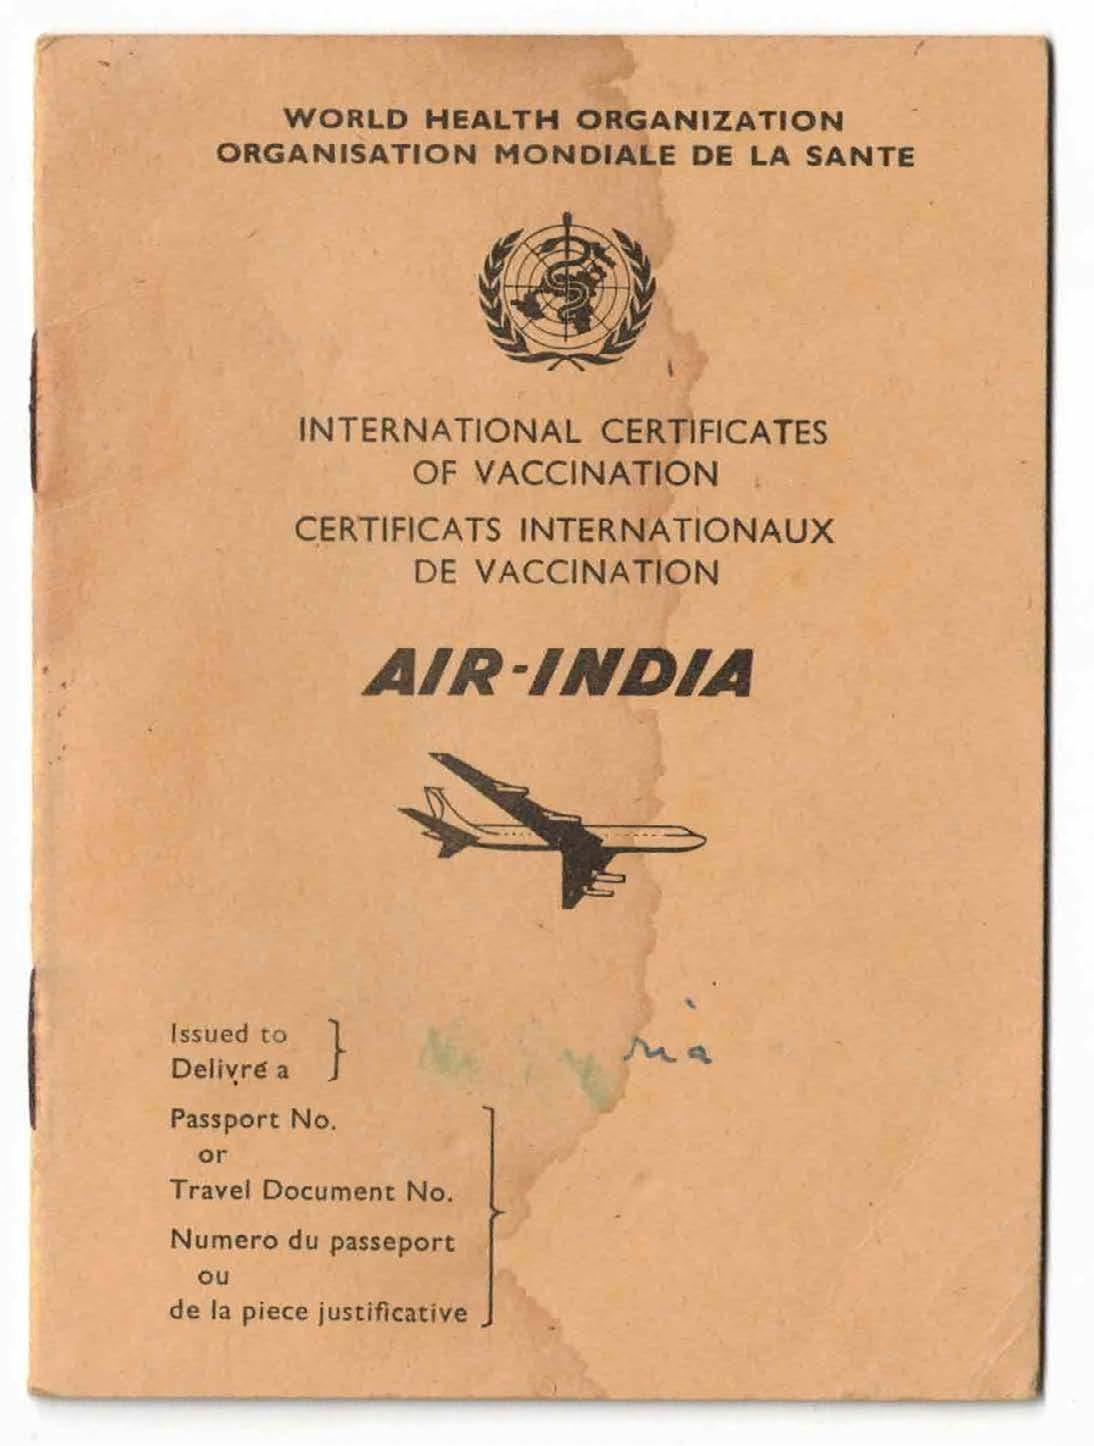 WORLD HEALTH ORGANIZATION
ORGANISATION MONDIALE DE LA SANTE
INTERNATIONAL CERTIFICATES
OF VACCINATION
CERTIFICATS INTERNATIONAUX
DE VACCINATION
AIR-INDIA
Issued to
Delivré a
Passport No.
or
Travel Document No.
Numero du passeport
ou
de la piece justificative